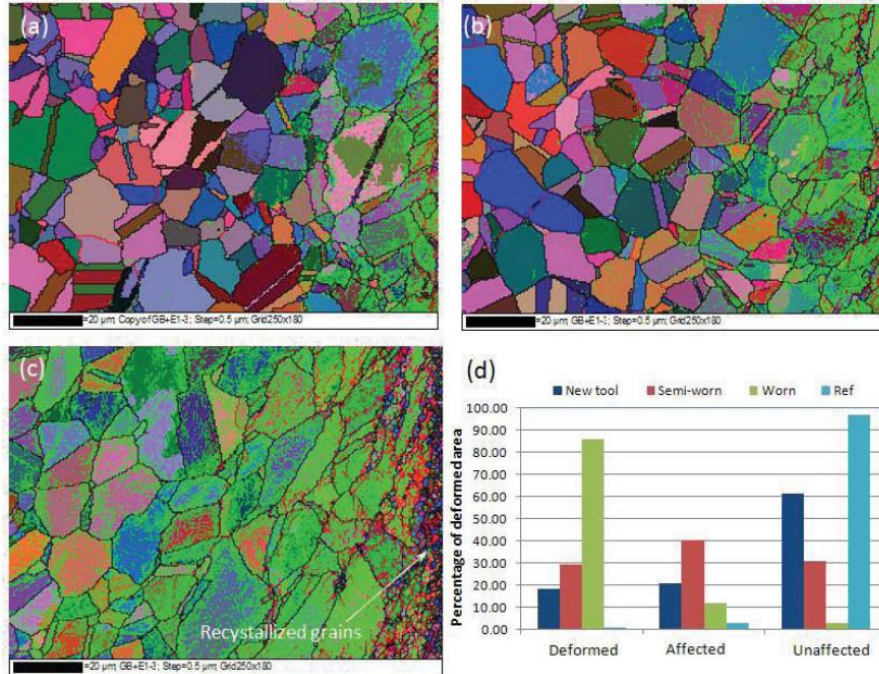 (a)
=20 µm; Copy of GB+E1-3; Step=0.5 µm; Grid250x180
(b)
=20 µm; GB+E1-3; Step=0.5 µm; Grid250x180
(c)
Recystallized grains
=20 µm; GB+E1-3; Step=0.5 µm; Grid250x180
(d)
New tool Semi-worn Worn Ref
Percentage of deformed area
100.00
90.00
80.00
70.00
60.00
50.00
40.00
30.00
20.00
10.00
0.00
Deformed Affected Unaffected